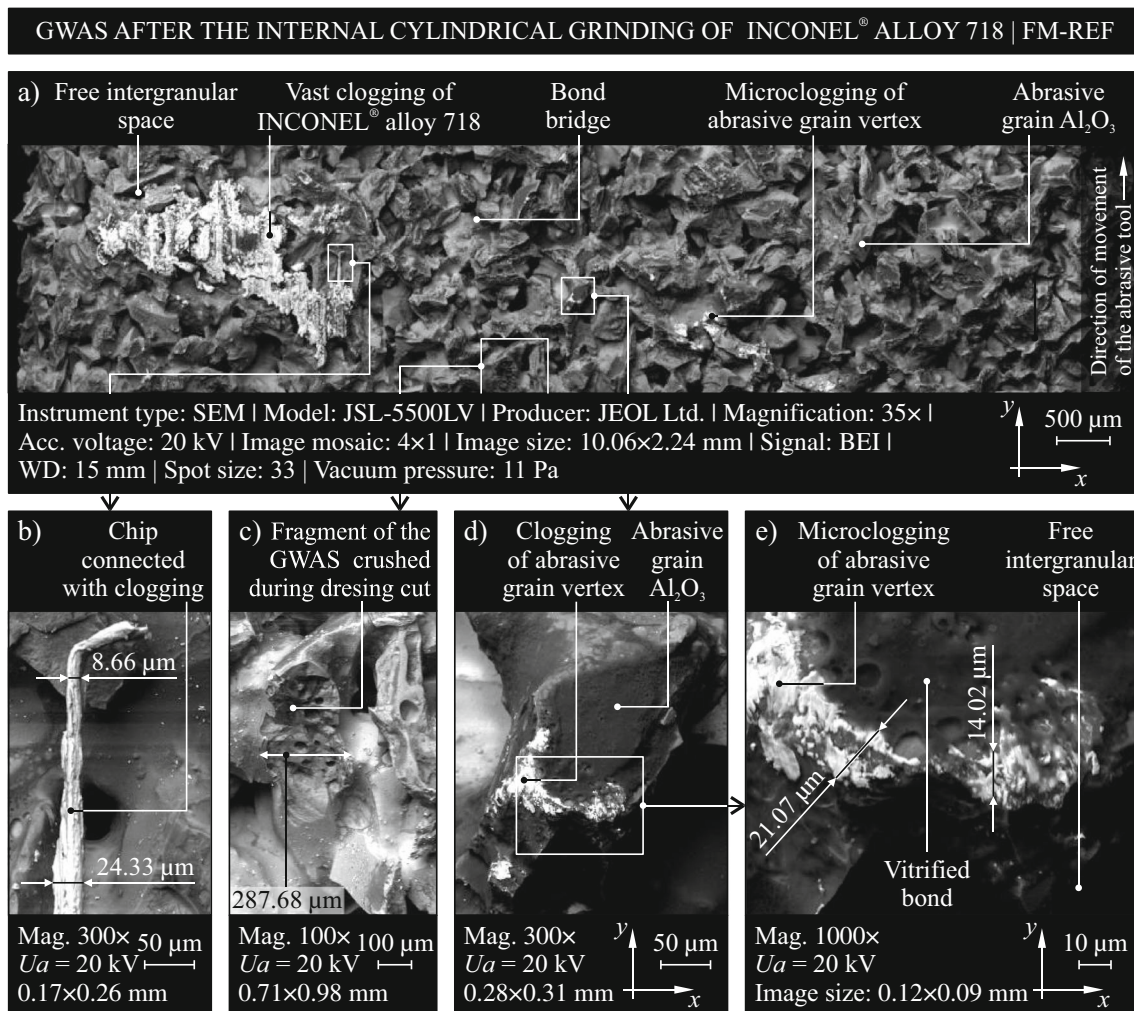 GWAS AFTER THE INTERNAL CYLINDRICAL GRINDING OF INCONEL® ALLOY 718 | FM-REF
a)
Free intergranular
space
Vast clogging of
INCONEL® alloy 718
Bond
bridge
Microclogging of
abrasive grain vertex
Abrasive
grain Al₂O₃
Direction of movement
of the abrasive tool
Instrument type: SEM | Model: JSL-5500LV | Producer: JEOL Ltd. | Magnification: 35× |
Acc. voltage: 20 kV | Image mosaic: 4×1 | Image size: 10.06×2.24 mm | Signal: BEI |
WD: 15 mm | Spot size: 33 | Vacuum pressure: 11 Pa
y
x
500 µm
b)
Chip
connected
with clogging
8.66 µm
24.33 µm
Mag. 300×
Ua = 20 kV
0.17×0.26 mm
50 µm
c)
Fragment of the
GWAS crushed
during dresing cut
287.68 µm
Mag. 100×
Ua = 20 kV
0.71×0.98 mm
100 µm
d)
Clogging
of abrasive
grain vertex
Abrasive
grain
Al₂O₃
Mag. 300×
Ua = 20 kV
0.28×0.31 mm
y
x
50 µm
e)
Microclogging
of abrasive
grain vertex
Free
intergranular
space
14.02 µm
21.07 µm
Vitrified
bond
Mag. 1000×
Ua = 20 kV
Image size: 0.12×0.09 mm
y
x
10 µm